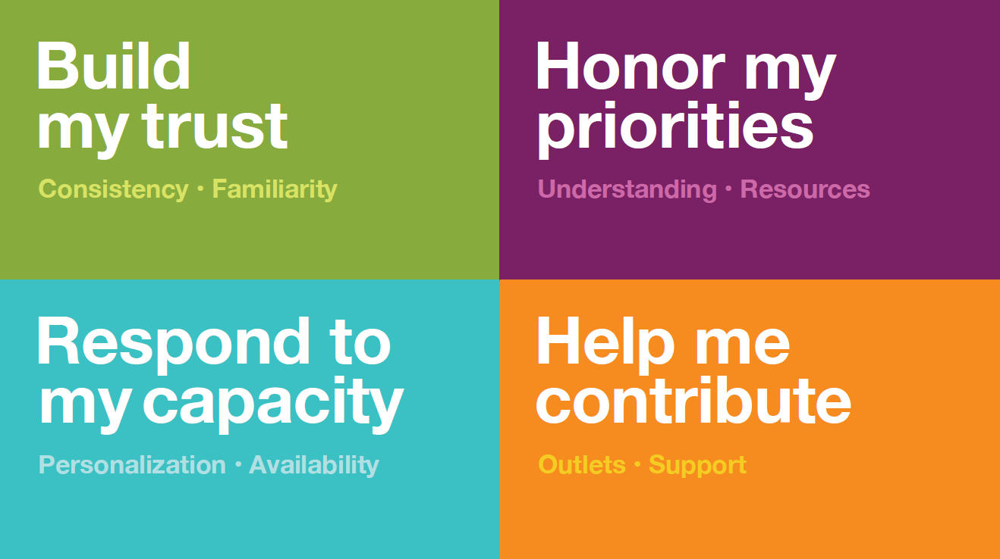 Build
my trust
Consistency • Familiarity
Honor my
priorities
Understanding • Resources
Respond to
my capacity
Personalization • Availability
Help me
contribute
Outlets • Support